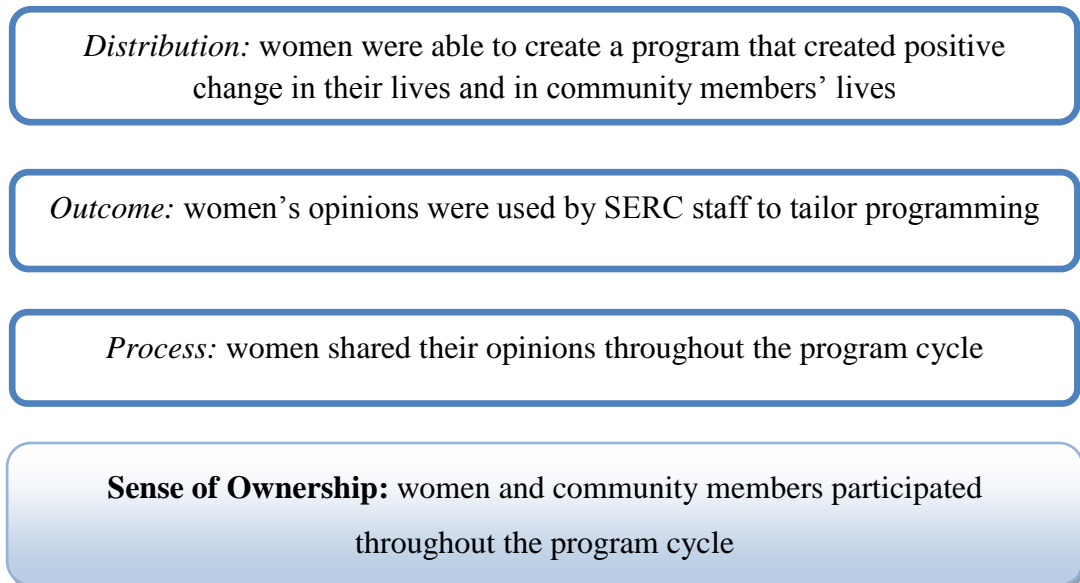 Distribution: women were able to create a program that created positive
change in their lives and in community members’ lives
Outcome: women’s opinions were used by SERC staff to tailor programming
Process: women shared their opinions throughout the program cycle
Sense of Ownership: women and community members participated
throughout the program cycle